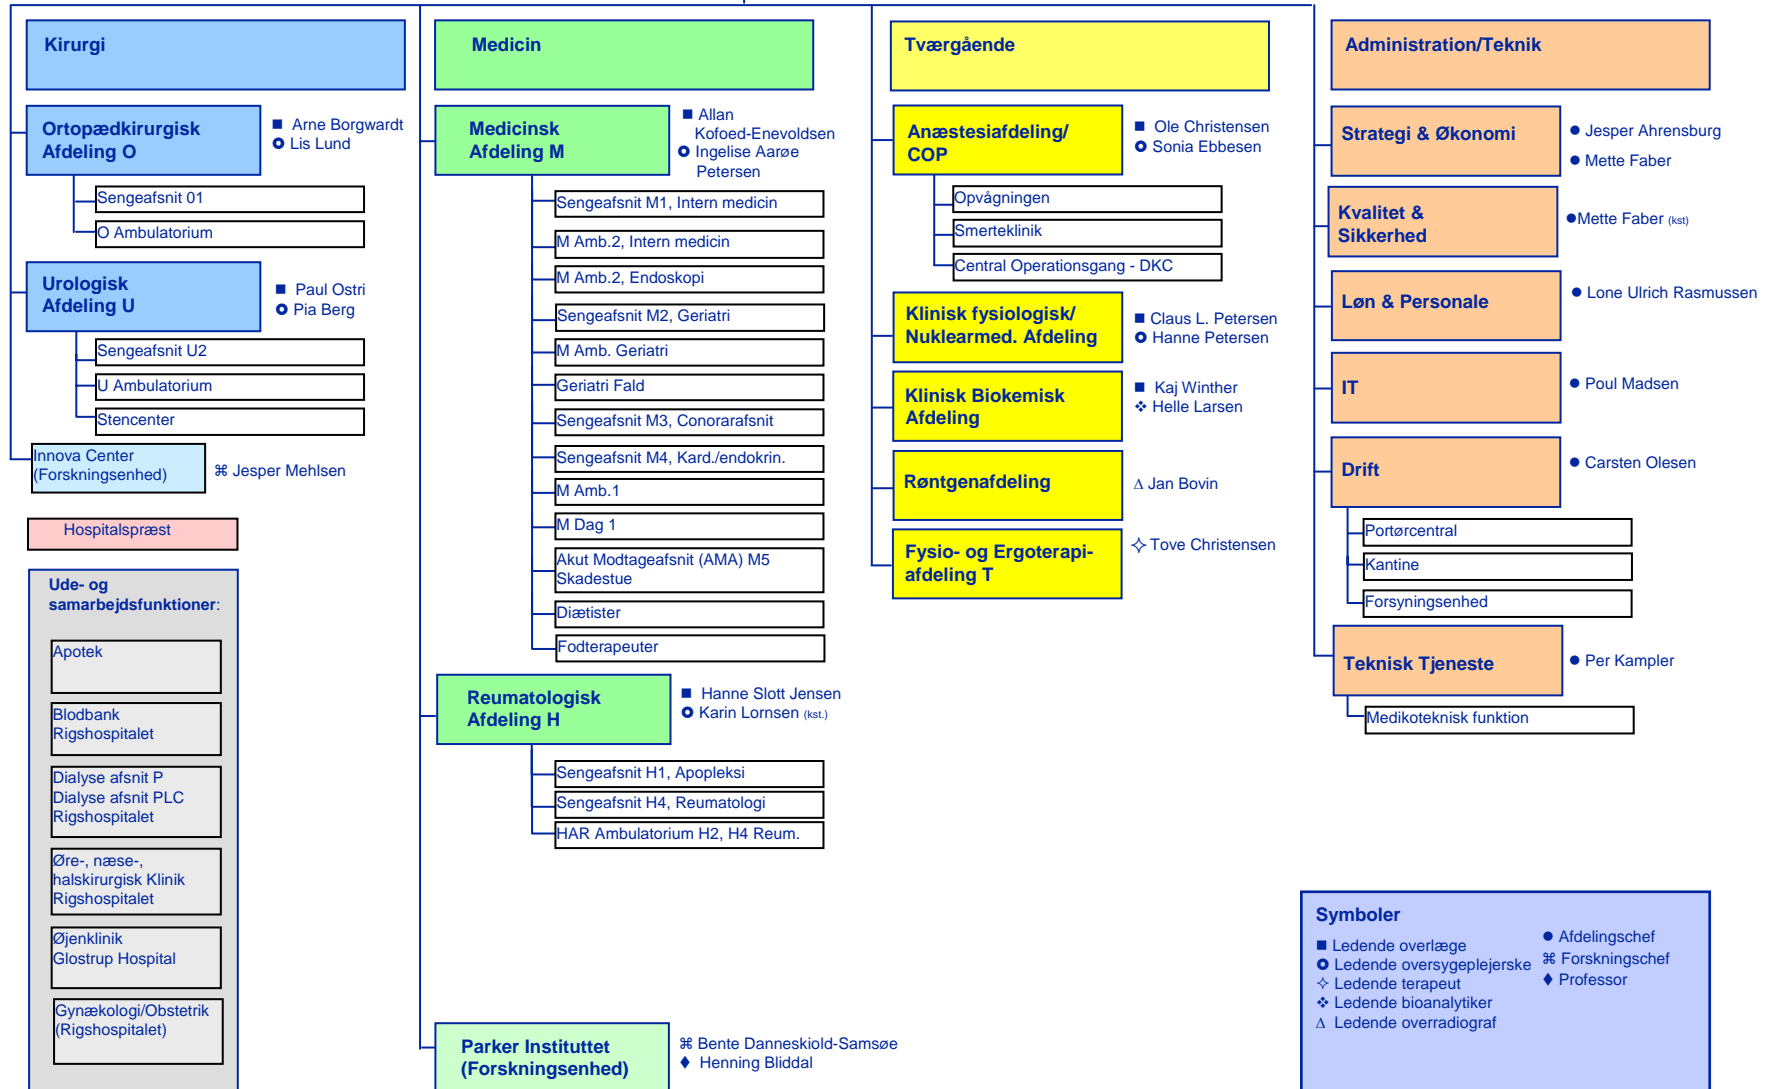 Kirurgi
Ortopædkirurgisk
Afdeling O
■ Arne Borgwardt
Lis Lund
Sengeafsnit 01
O Ambulatorium
Urologisk
Afdeling U
■ Paul Ostri
Pia Berg
Sengeafsnit U2
U Ambulatorium
Stencenter
Innova Center
(Forskningsenhed)
⌘ Jesper Mehlsen
Hospitalspræst
Ude- og
samarbejdsfunktioner:
Apotek
Blodbank
Rigshospitalet
Dialyse afsnit P
Dialyse afsnit PLC
Rigshospitalet
Øre-, næse-,
halskirurgisk Klinik
Rigshospitalet
Øjenklinik
Glostrup Hospital
Gynækologi/Obstetrik
(Rigshospitalet)
Medicin
Medicinsk
Afdeling M
■ Allan
Kofoed-Enevoldsen
Ingelise Aarøe
Petersen
Sengeafsnit M1, Intern medicin
M Amb.2, Intern medicin
M Amb.2, Endoskopi
Sengeafsnit M2, Geriatri
M Amb. Geriatri
Geriatri Fald
Sengeafsnit M3, Conorarafsnit
Sengeafsnit M4, Kard./endokrin.
M Amb.1
M Dag 1
Akut Modtageafsnit (AMA) M5
Skadestue
Diætister
Fodterapeuter
Reumatologisk
Afdeling H
■ Hanne Slott Jensen
Karin Lornsen (kst.)
Sengeafsnit H1, Apopleksi
Sengeafsnit H4, Reumatologi
HAR Ambulatorium H2, H4 Reum.
Parker Instituttet
(Forskningsenhed)
⌘ Bente Danneskiold-Samsøe
♦ Henning Bliddal
Tværgående
Anæstesiafdeling/
COP
■ Ole Christensen
Sonia Ebbesen
Opvågningen
Smerteklinik
Central Operationsgang - DKC
Klinisk fysiologisk/
Nuklearmed. Afdeling
■ Claus L. Petersen
Hanne Petersen
Klinisk Biokemisk
Afdeling
■ Kaj Winther
❖ Helle Larsen
Røntgenafdeling
Δ Jan Bovin
Fysio- og Ergoterapi-
afdeling T
✧ Tove Christensen
Administration/Teknik
Strategi & Økonomi
● Jesper Ahrensburg
● Mette Faber
Kvalitet &
Sikkerhed
●Mette Faber (kst)
Løn & Personale
● Lone Ulrich Rasmussen
IT
● Poul Madsen
Drift
● Carsten Olesen
Portørcentral
Kantine
Forsyningsenhed
Teknisk Tjeneste
● Per Kampler
Medikoteknisk funktion
Symboler
■ Ledende overlæge
Ledende oversygeplejerske
✧ Ledende terapeut
❖ Ledende bioanalytiker
Δ Ledende overradiograf
● Afdelingschef
⌘ Forskningschef
♦ Professor